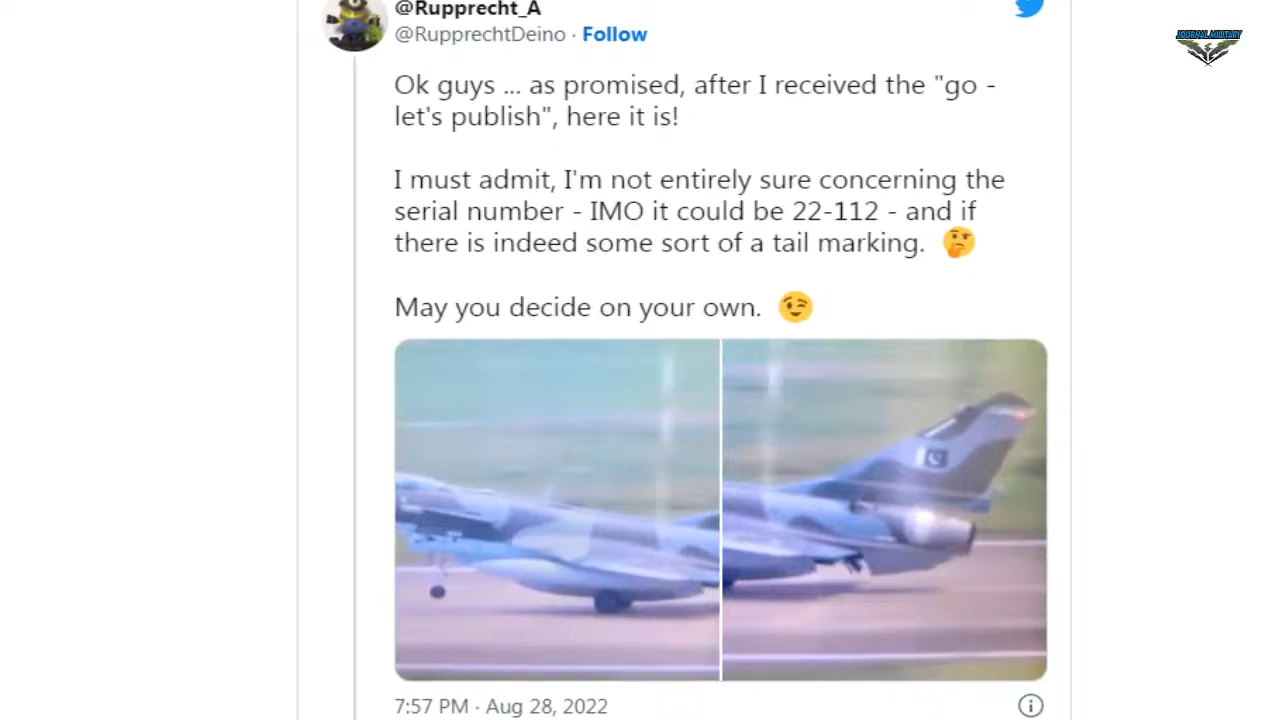 @Rupprecht_A
@RupprechtDeino · Follow
JOURNAL MILITARY
Ok guys ... as promised, after I received the "go -
let's publish", here it is!
I must admit, I'm not entirely sure concerning the
serial number - IMO it could be 22-112 - and if
there is indeed some sort of a tail marking. 🤔
May you decide on your own. 😉
7:57 PM · Aug 28, 2022